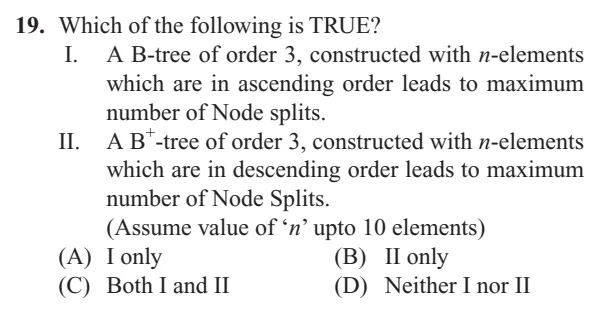 19. Which of the following is TRUE?
I. A B-tree of order 3, constructed with n-elements
which are in ascending order leads to maximum
number of Node splits.
II. A B⁺-tree of order 3, constructed with n-elements
which are in descending order leads to maximum
number of Node Splits.
(Assume value of ‘n’ upto 10 elements)
(A) I only (B) II only
(C) Both I and II (D) Neither I nor II